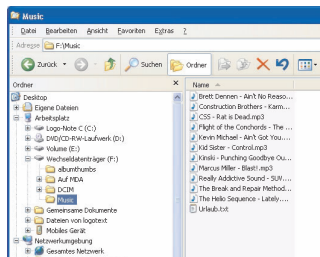 Music
Datei Bearbeiten Ansicht Favoriten Extras ?
Adresse F:\Music
Zurück Suchen Ordner
Ordner
Desktop
Eigene Dateien
Arbeitsplatz
Logo-Note C (C:)
DVD/CD-RW-Laufwerk (D:)
Volume (E:)
Wechseldatenträger (F:)
albumthumbs
Auf MDA
DCIM
Music
Gemeinsame Dokumente
Dateien von logotext
Mobiles Gerät
Netzwerkumgebung
Gesamtes Netzwerk
Name
Brett Dennen - Ain't No Reaso...
Construction Brothers - Karm...
CSS - Rat is Dead.mp3
Flight of the Conchords - The ...
Kevin Michael - Ain't Got You...
Kid Sister - Control.mp3
Kinski - Punching Goodbye Ou...
Marcus Miller - Blast!.mp3
Really Addictive Sound - SUV....
The Break and Repair Method...
The Helio Sequence - Lately....
Urlaub.txt